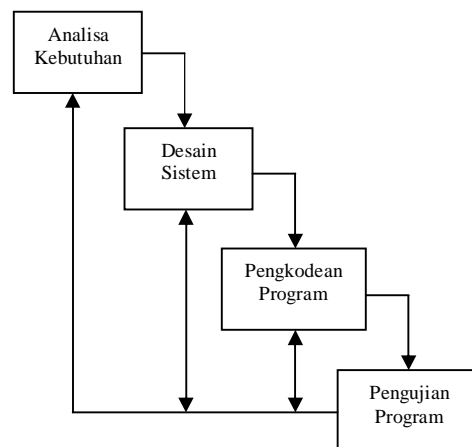 Analisa
Kebutuhan
Desain
Sistem
Pengkodean
Program
Pengujian
Program